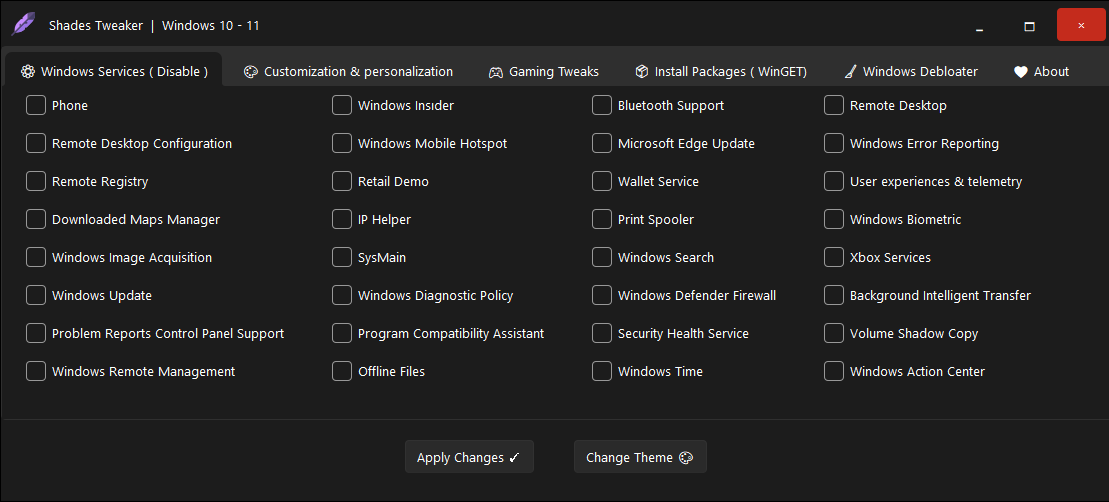 Shades Tweaker | Windows 10 - 11
Windows Services ( Disable ) Customization & personalization Gaming Tweaks Install Packages ( WinGET) Windows Debloater About
Phone Windows Insıder Bluetooth Support Remote Desktop
Remote Desktop Configuration Windows Mobile Hotspot Microsoft Edge Update Windows Error Reporting
Remote Registry Retail Demo Wallet Service User experiences & telemetry
Downloaded Maps Manager IP Helper Print Spooler Windows Biometric
Windows Image Acquisition SysMain Windows Search Xbox Services
Windows Update Windows Diagnostic Policy Windows Defender Firewall Background Intelligent Transfer
Problem Reports Control Panel Support Program Compatibility Assistant Security Health Service Volume Shadow Copy
Windows Remote Management Offline Files Windows Time Windows Action Center
Apply Changes ✓ Change Theme